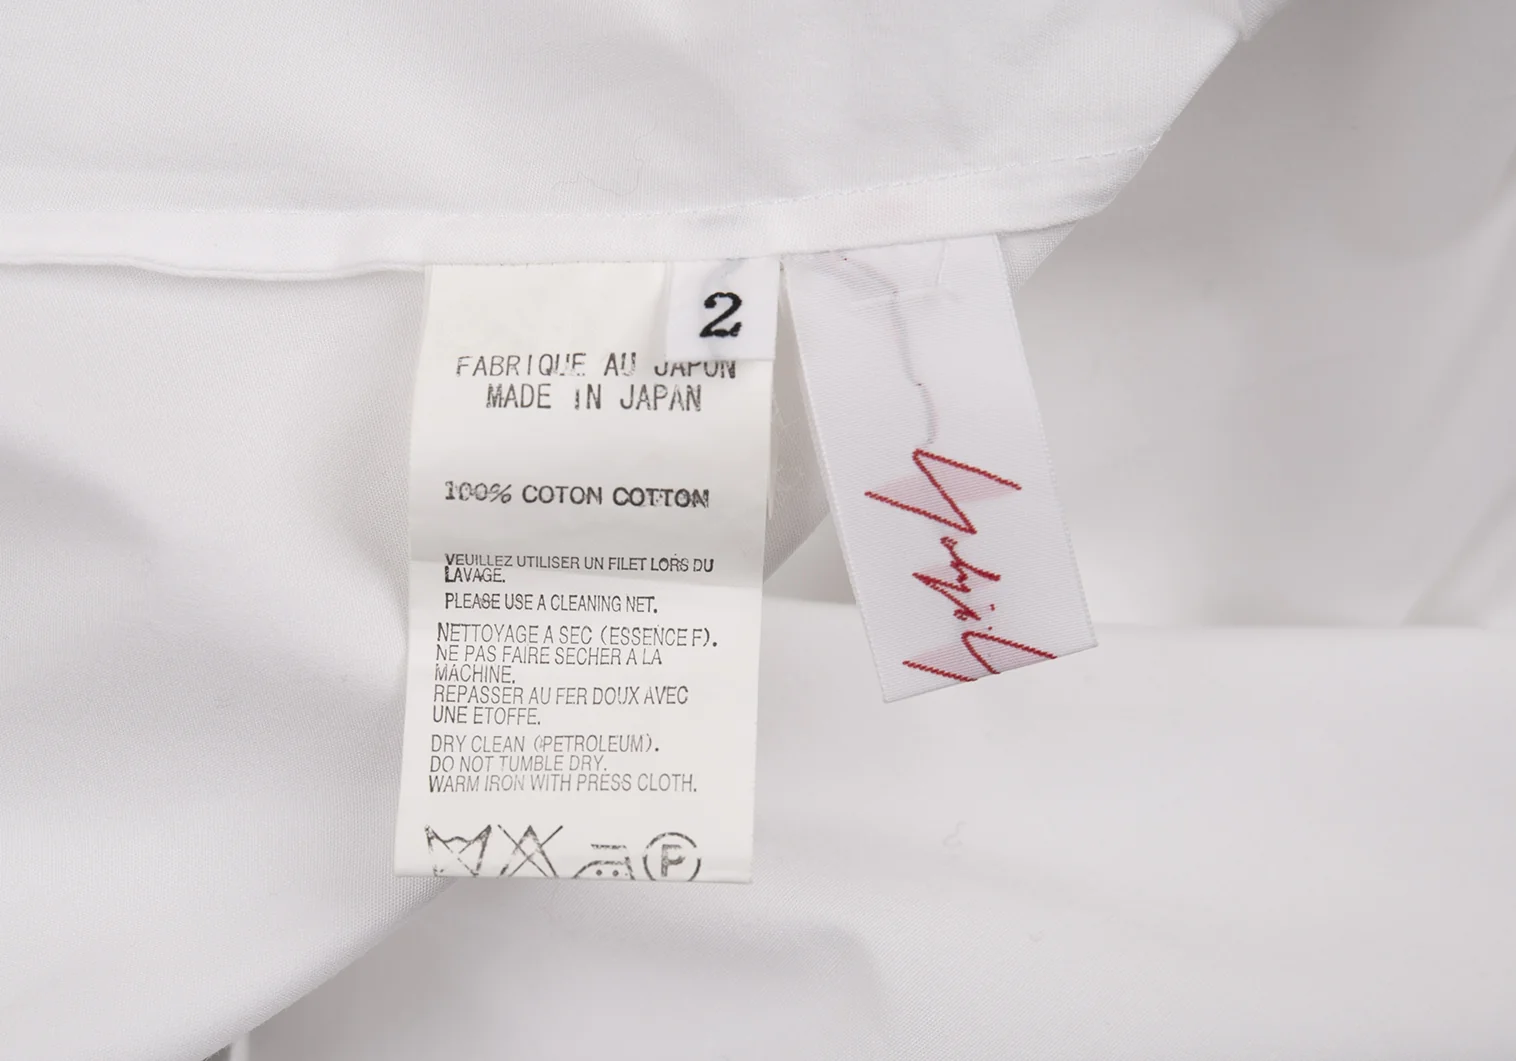 2
FABRIQUE AU JAPON
MADE IN JAPAN
100% COTON COTTON
VEUILLEZ UTILISER UN FILET LORS DU
LAVAGE.
PLEASE USE A CLEANING NET.
NETTOYAGE A SEC (ESSENCE F).
NE PAS FAIRE SECHER A LA
MACHINE.
REPASSER AU FER DOUX AVEC
UNE ETOFFE.
DRY CLEAN (PETROLEUM).
DO NOT TUMBLE DRY.
WARM IRON WITH PRESS CLOTH.
P